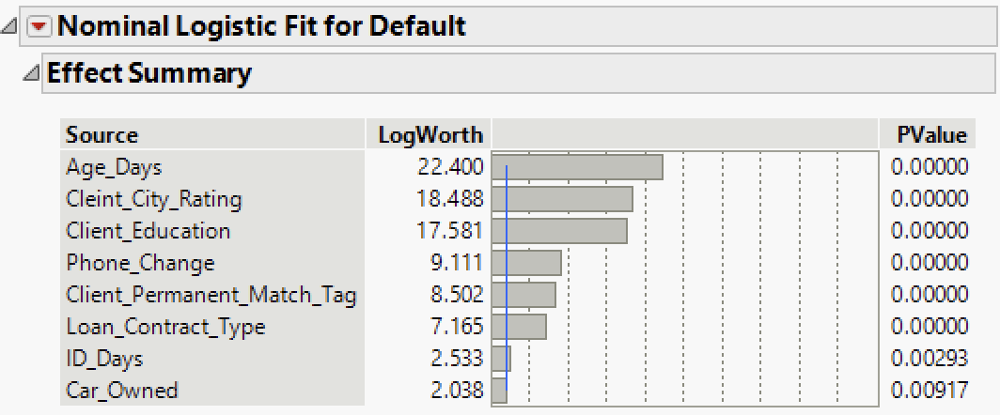 Nominal Logistic Fit for Default
Effect Summary
Source LogWorth PValue
Age_Days 22.400 0.00000
Cleint_City_Rating 18.488 0.00000
Client_Education 17.581 0.00000
Phone_Change 9.111 0.00000
Client_Permanent_Match_Tag 8.502 0.00000
Loan_Contract_Type 7.165 0.00000
ID_Days 2.533 0.00293
Car_Owned 2.038 0.00917